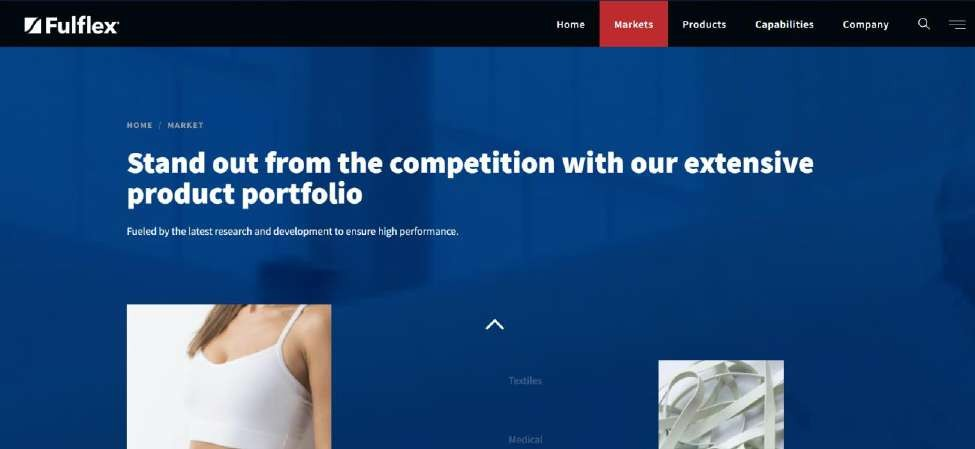 Fulflex
Home Markets Products Capabilities Company
HOME / MARKET
Stand out from the competition with our extensive
product portfolio
Fueled by the latest research and development to ensure high performance.
Textiles
Medical